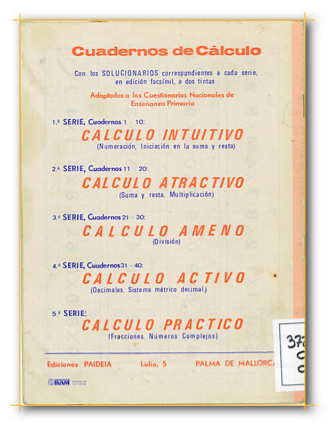 Cuadernos de Cálculo
Con los SOLUCIONARIOS correspondientes a cada serie,
en edición facsímil, a dos tintas
Adaptados a los Cuestionarios Nacionales de
Enseñanza Primaria
1.ª SERIE, Cuadernos 1 - 10:
CALCULO INTUITIVO
(Numeración, Iniciación en la suma y resta)
2.ª SERIE, Cuadernos 11 - 20:
CALCULO ATRACTIVO
(Suma y resta, Multiplicación)
3.ª SERIE, Cuadernos 21 - 30:
CALCULO AMENO
(División)
4.ª SERIE, Cuadernos 31 - 40:
CALCULO ACTIVO
(Decimales, Sistema métrico decimal.)
5.ª SERIE:
CALCULO PRACTICO
(Fracciones, Números Complejos)
Ediciones PAIDEIA Lulio, 5 PALMA DE MALLORCA